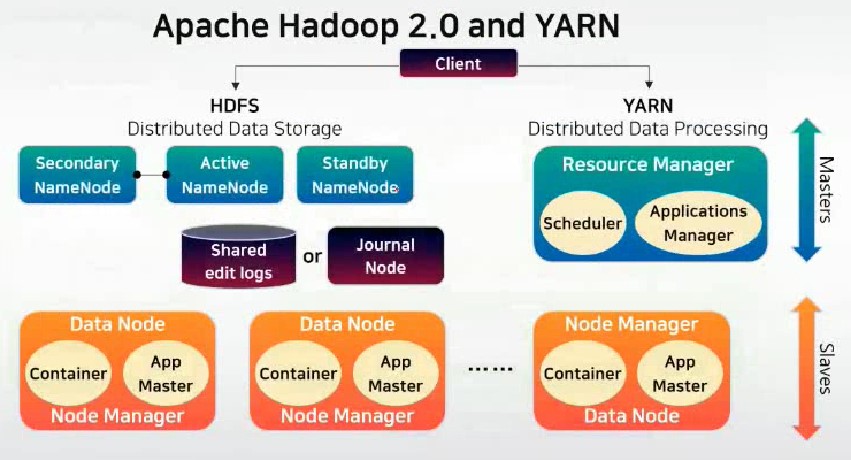 Apache Hadoop 2.0 and YARN
Client
HDFS
Distributed Data Storage
YARN
Distributed Data Processing
Secondary
NameNode
Active
NameNode
Standby
NameNode
Resource Manager
Scheduler
Applications
Manager
Masters
Shared
edit logs
or
Journal
Node
Data Node
Container
App
Master
Node Manager
Data Node
Container
App
Master
Node Manager
......
Node Manager
Container
App
Master
Data Node
Slaves